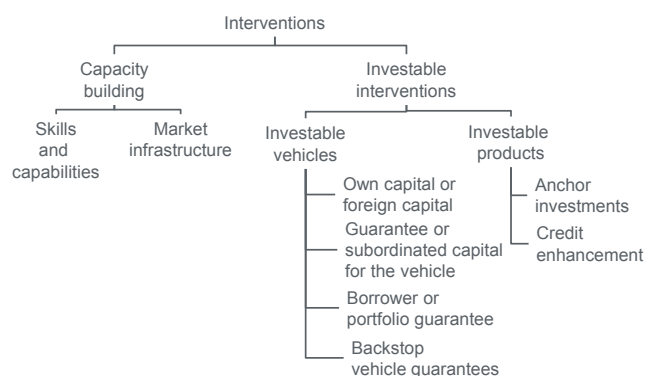 Interventions
Capacity
building
Investable
interventions
Skills
and
capabilities
Market
infrastructure
Investable
vehicles
Investable
products
Own capital or
foreign capital
Guarantee or
subordinated capital
for the vehicle
Borrower or
portfolio guarantee
Backstop
vehicle guarantees
Anchor
investments
Credit
enhancement